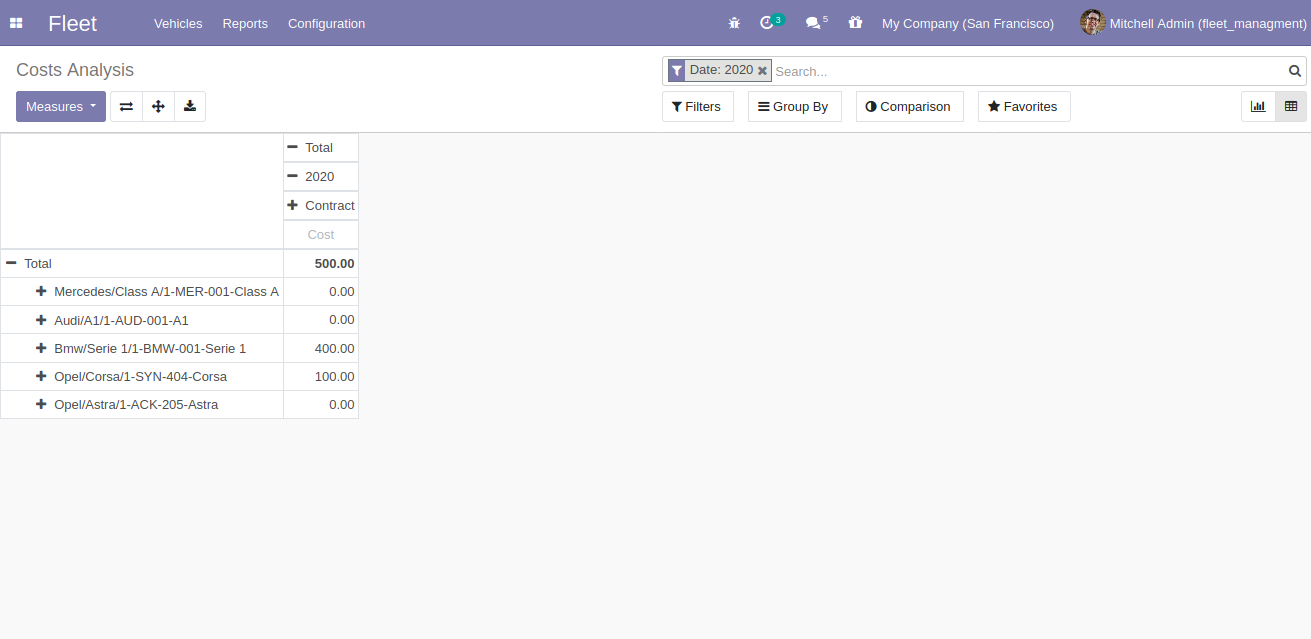 Fleet Vehicles Reports Configuration 3 5 My Company (San Francisco) Mitchell Admin (fleet_managment)
Costs Analysis
Date: 2020 Search...
Measures
Filters Group By Comparison Favorites
Total
2020
Contract
Cost
Total 500.00
Mercedes/Class A/1-MER-001-Class A 0.00
Audi/A1/1-AUD-001-A1 0.00
Bmw/Serie 1/1-BMW-001-Serie 1 400.00
Opel/Corsa/1-SYN-404-Corsa 100.00
Opel/Astra/1-ACK-205-Astra 0.00